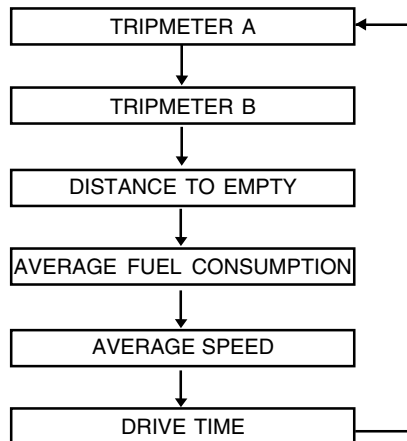 TRIPMETER A
TRIPMETER B
DISTANCE TO EMPTY
AVERAGE FUEL CONSUMPTION
AVERAGE SPEED
DRIVE TIME